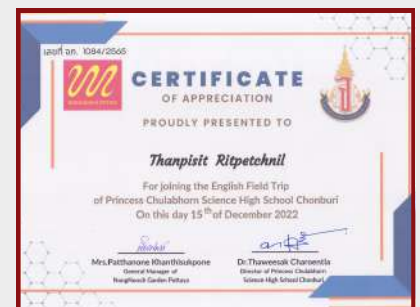 เลขที่ อก. 1084/2565
CERTIFICATE
OF APPRECIATION
PROUDLY PRESENTED TO
Thanpisit Ritpetchnil
For joining the English Field Trip
of Princess Chulabhorn Science High School Chonburi
On this day 15th of December 2022
Mrs.Patthanone Khanthisukpone
General Manager of
NongNooch Garden Pattaya
Dr.Thaweesak Charoentia
Director of Princess Chulabhorn
Science High School Chonburi